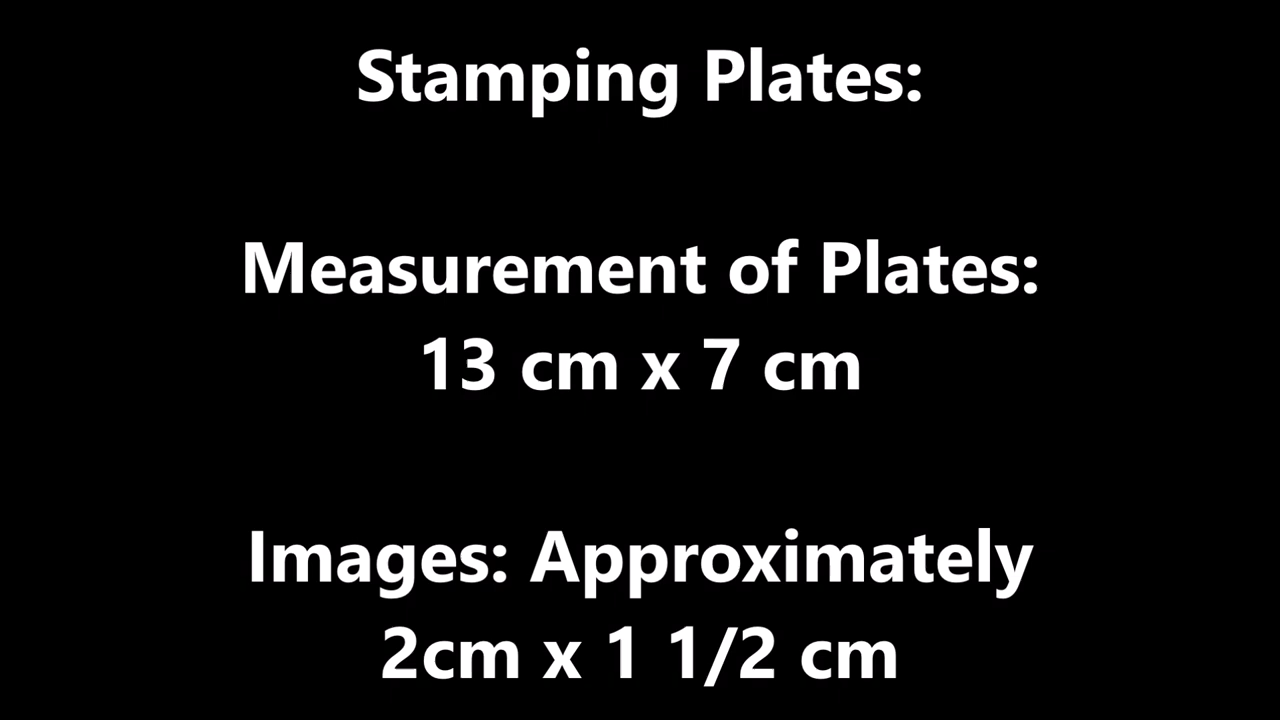 Stamping Plates:
Measurement of Plates:
13 cm x 7 cm
Images: Approximately
2cm x 1 1/2 cm